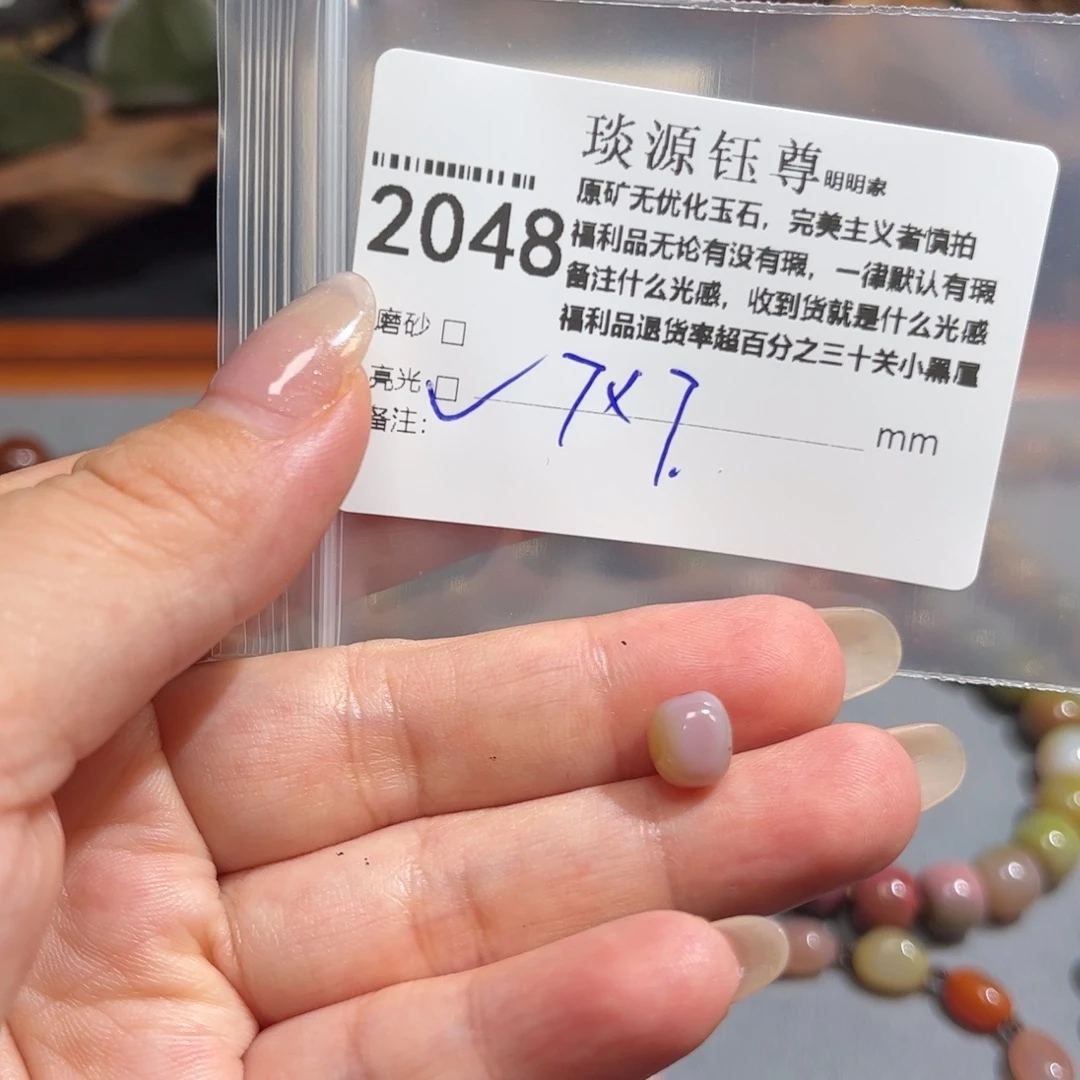 琰源钰尊明明家
2048
原矿无优化玉石，完美主义者慎拍
福利品无论有没有瑕，一律默认有瑕
备注什么光感，收到货就是什么光感
福利品退货率超百分之三十关小黑屋
磨砂 □
亮光 □ ✓ 7×7. mm
备注: